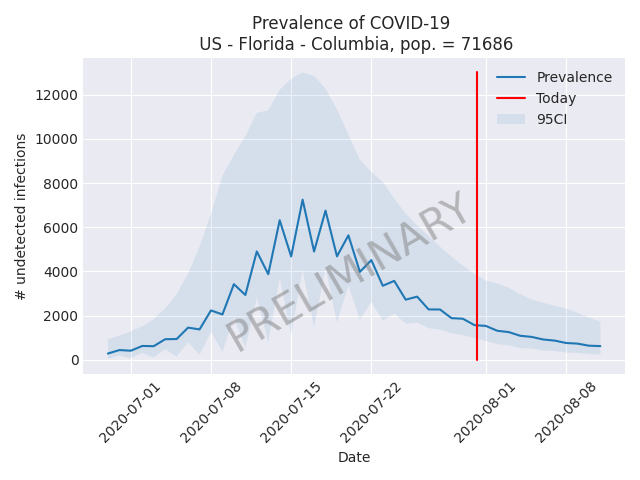 Prevalence of COVID-19
US - Florida - Columbia, pop. = 71686
# undetected infections
12000
10000
8000
6000
4000
2000
0
Prevalence
Today
95CI
PRELIMINARY
2020-07-01
2020-07-08
2020-07-15
2020-07-22
2020-08-01
2020-08-08
Date